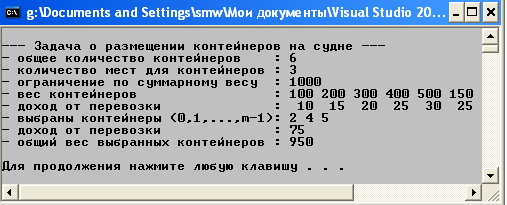 g:\Documents and Settings\smw\Мои документы\Visual Studio 20...
--- Задача о размещении контейнеров на судне ---
- общее количество контейнеров : 6
- количество мест для контейнеров : 3
- ограничение по суммарному весу : 1000
- вес контейнеров : 100 200 300 400 500 150
- доход от перевозки : 10 15 20 25 30 25
- выбраны контейнеры (0,1,...,m-1): 2 4 5
- доход от перевозки : 75
- общий вес выбранных контейнеров : 950
Для продолжения нажмите любую клавишу . . .